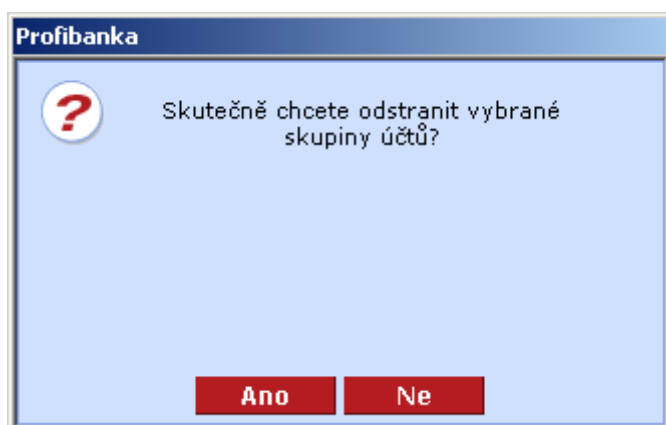 Profibanka
Skutečně chcete odstranit vybrané
skupiny účtů?
Ano
Ne